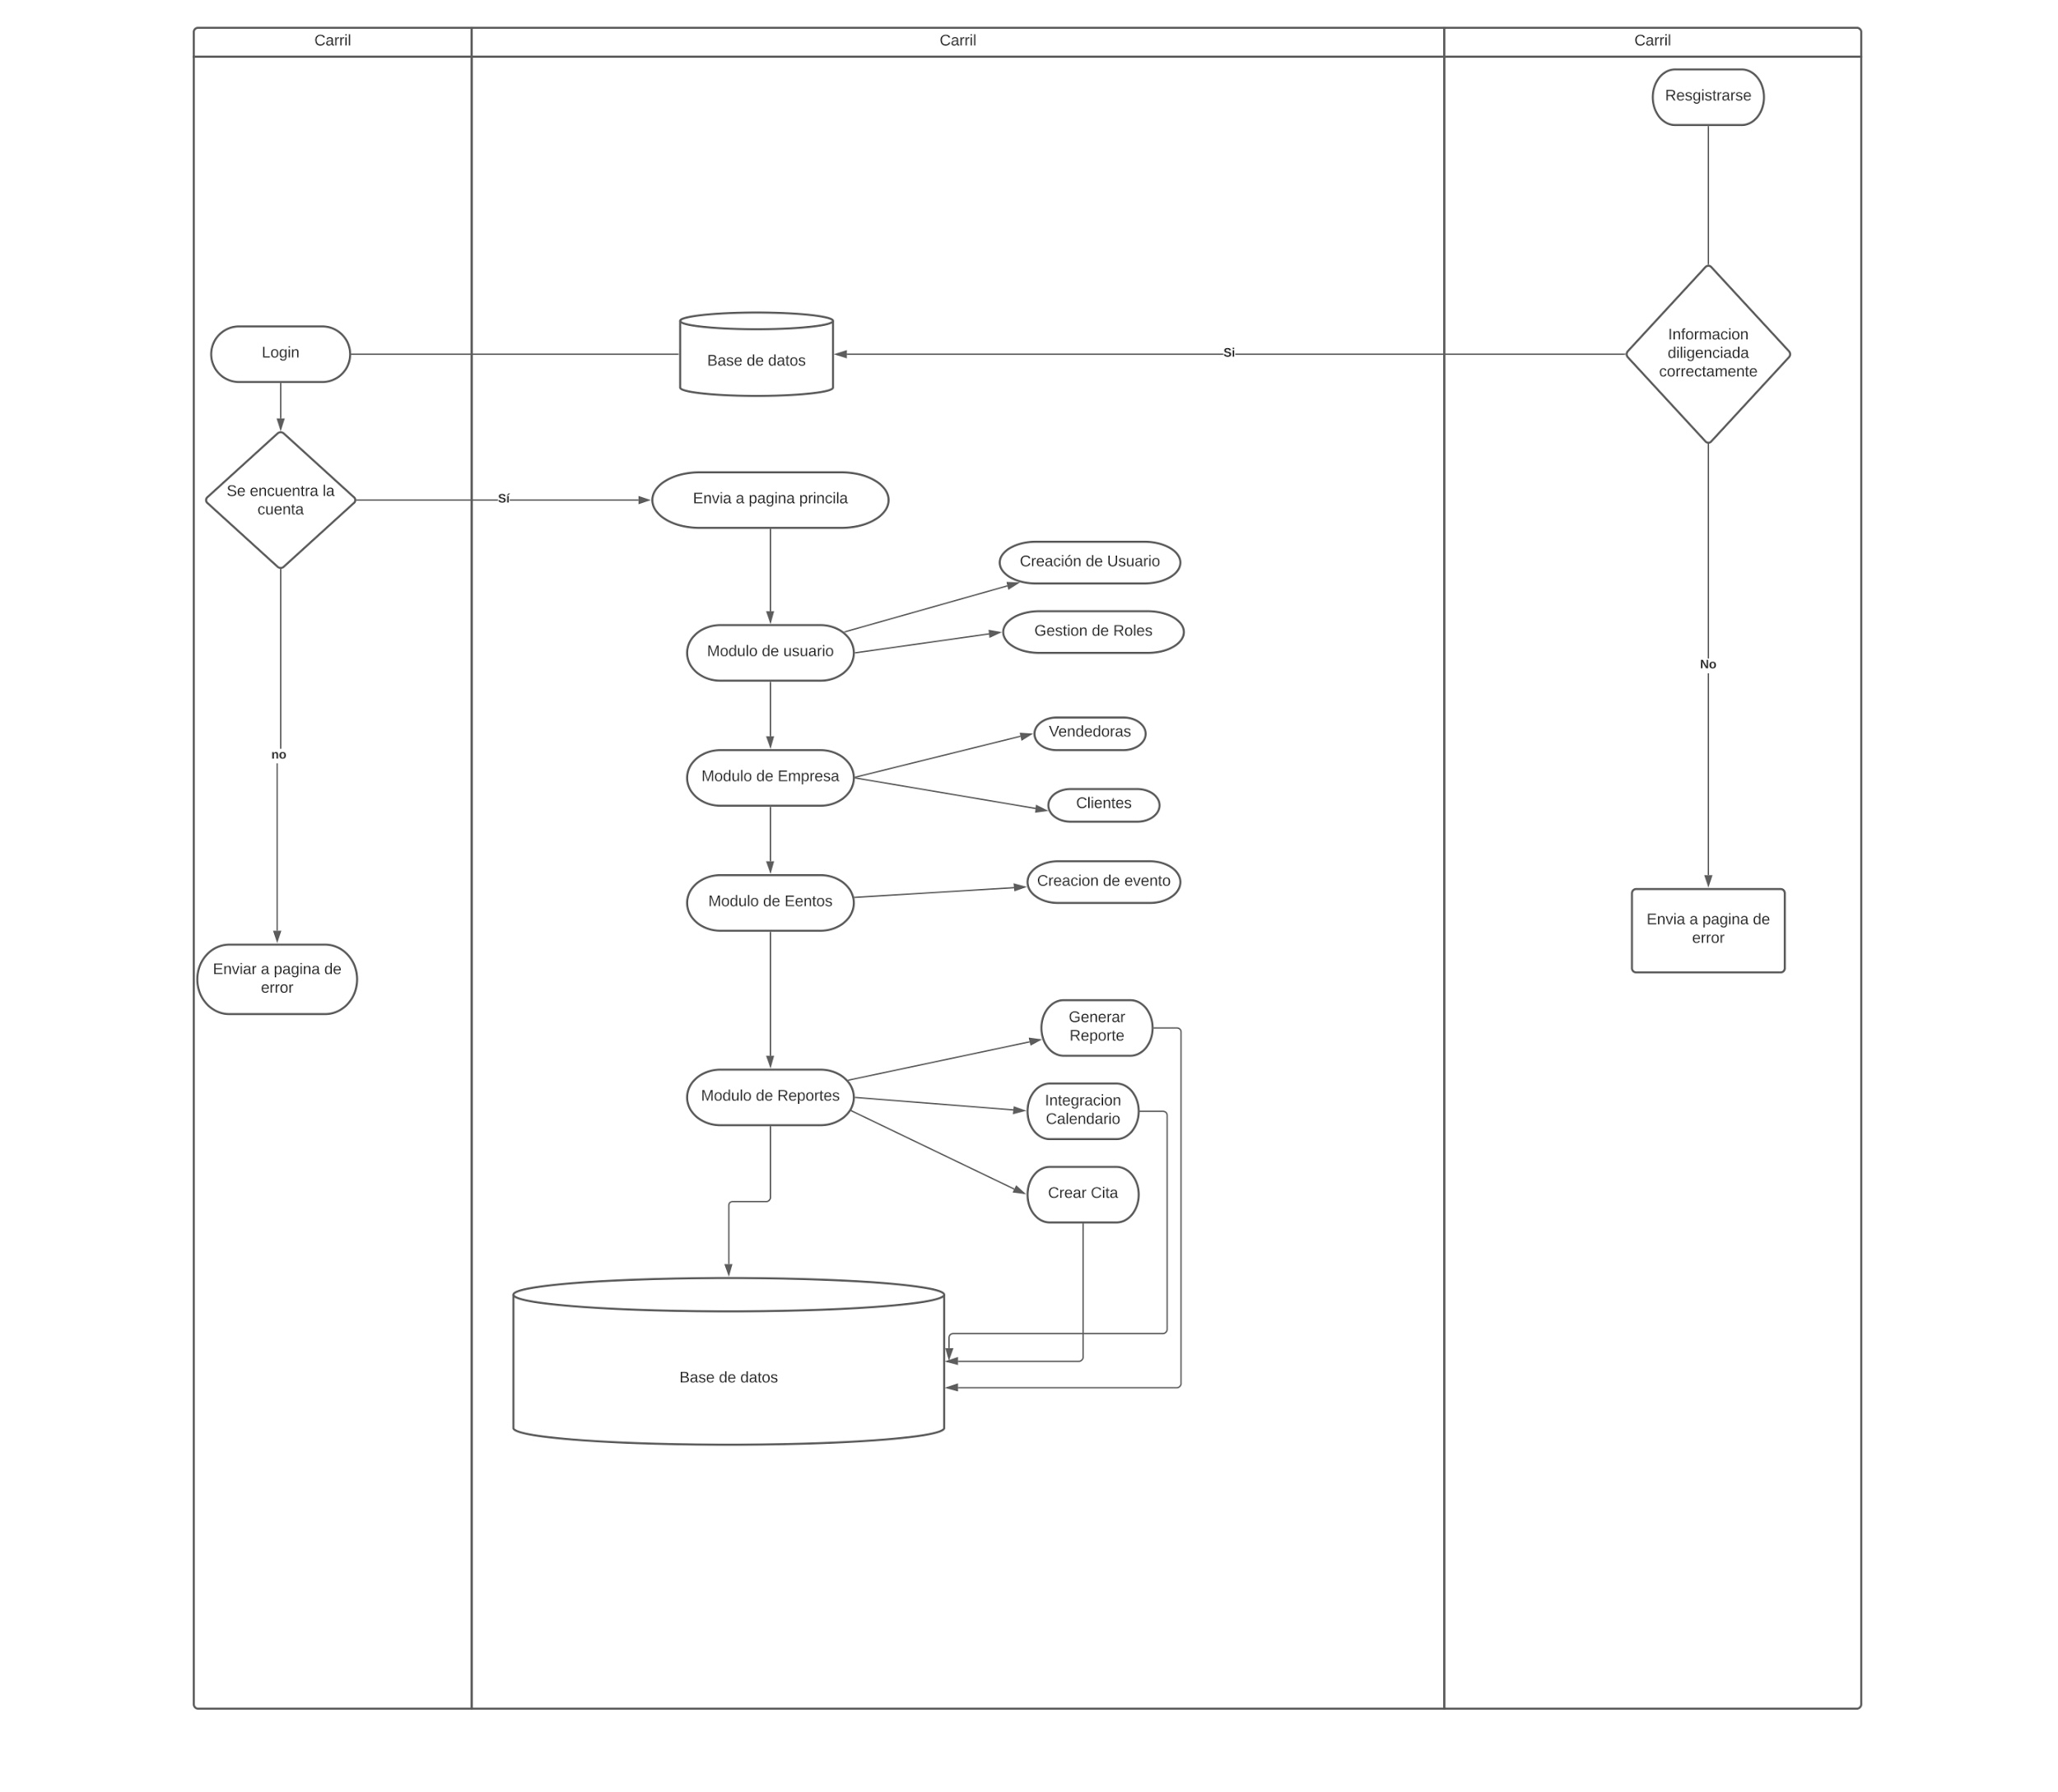 Carril
Carril
Carril
Resgistrarse
Informacion
diligenciada
correctamente
Si
Base de datos
Login
Se encuentra la
cuenta
Sí
Envia a pagina princila
Creación de Usuario
Gestion de Roles
Modulo de usuario
No
Vendedoras
no
Modulo de Empresa
Clientes
Creacion de evento
Modulo de Eentos
Envia a pagina de
error
Enviar a pagina de
error
Generar
Reporte
Modulo de Reportes
Integracion
Calendario
Crear Cita
Base de datos